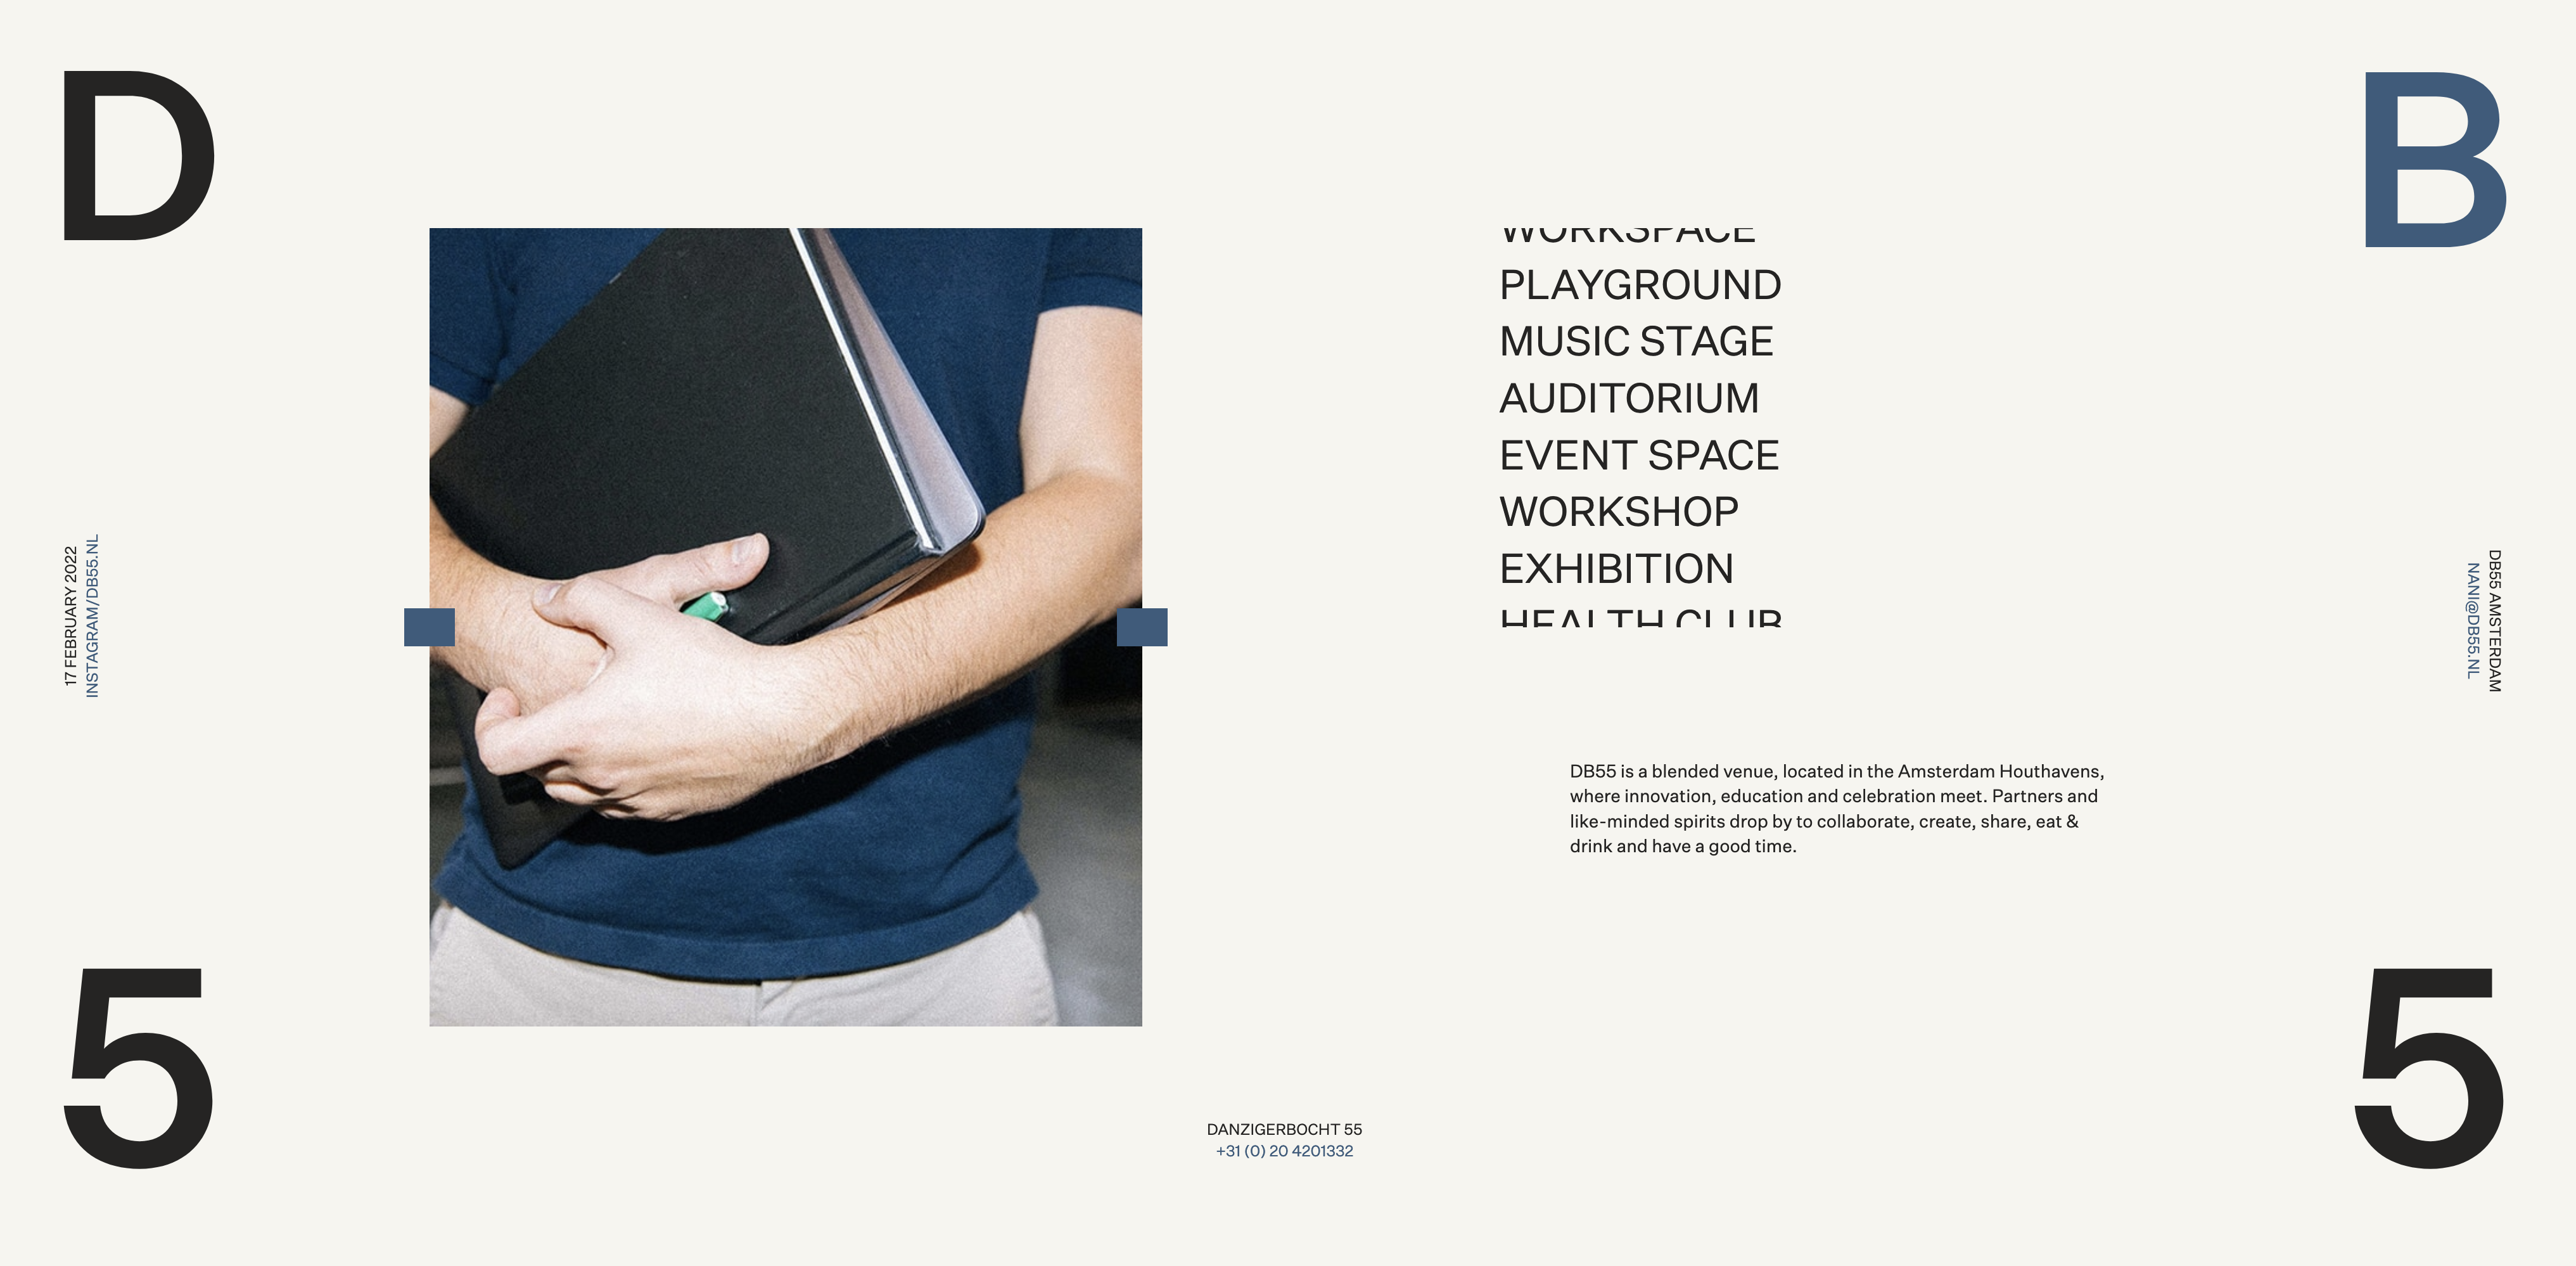 D
B
WORKSPACE
PLAYGROUND
MUSIC STAGE
AUDITORIUM
EVENT SPACE
WORKSHOP
EXHIBITION
HEALTH CLUB
17 FEBRUARY 2022
INSTAGRAM/DB55.NL
DB55 AMSTERDAM
NANI@DB55.NL
DB55 is a blended venue, located in the Amsterdam Houthavens,
where innovation, education and celebration meet. Partners and
like-minded spirits drop by to collaborate, create, share, eat &
drink and have a good time.
5
5
DANZIGERBOCHT 55
+31 (0) 20 4201332